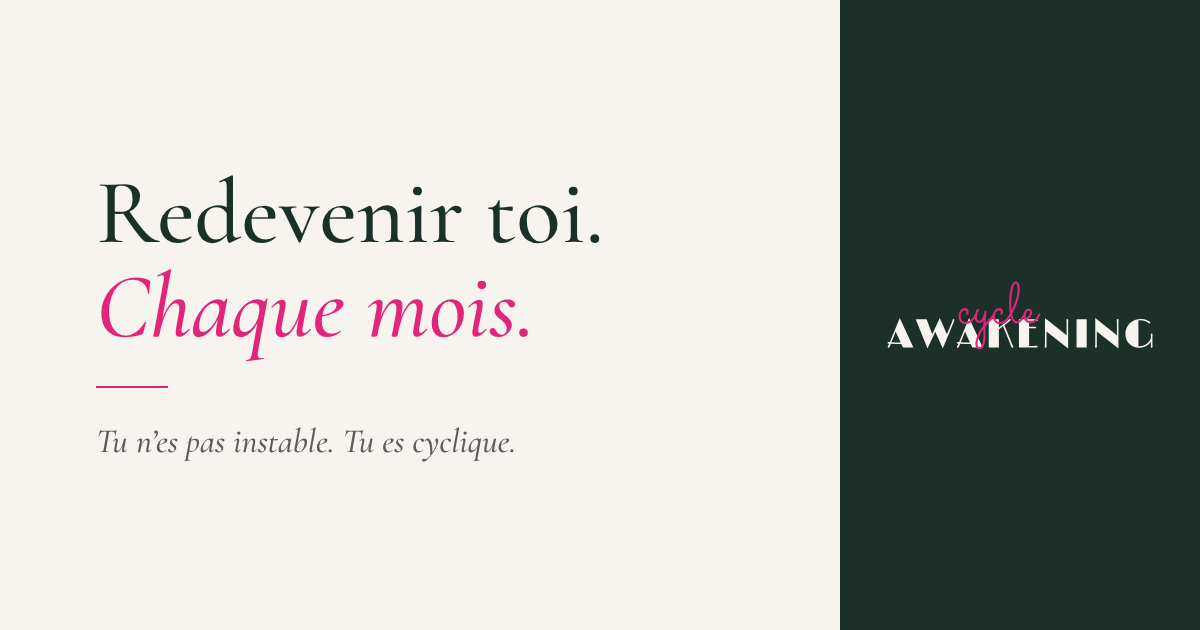 Redevenir toi.
Chaque mois.
Tu n’es pas instable. Tu es cyclique.
cycle
AWAKENING